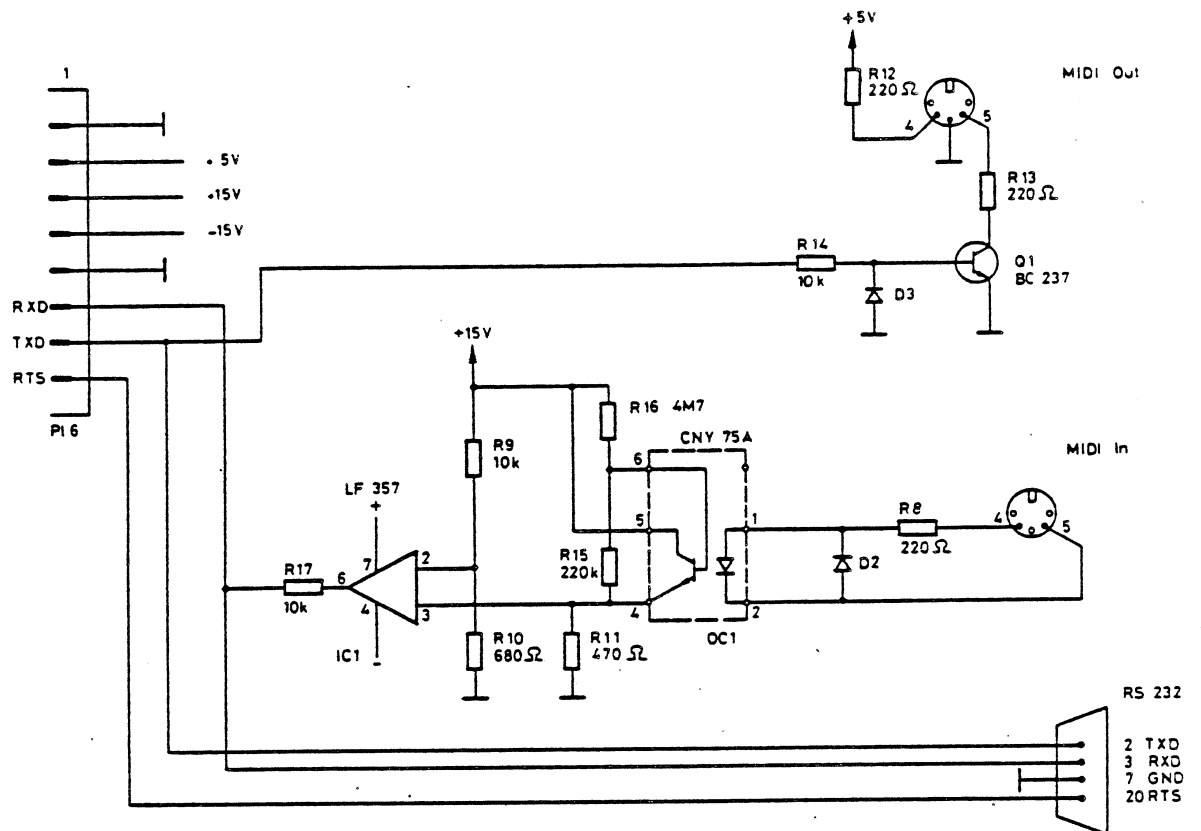 +5V
1
R12
220Ω
MIDI Out
4
5
+5V
+15V
-15V
R13
220Ω
R14
10k
Q1
BC 237
D3
RXD
TXD
RTS
+15V
PI 6
R16 4M7
CNY 75A
MIDI In
R9
10k
6
LF 357
+
5
1
R8
220Ω
4
5
R15
220k
D2
7
2
R17
10k
6
4
3
4
2
IC1
-
R10
680Ω
R11
470Ω
OC1
RS 232
2 TXD
3 RXD
7 GND
20 RTS